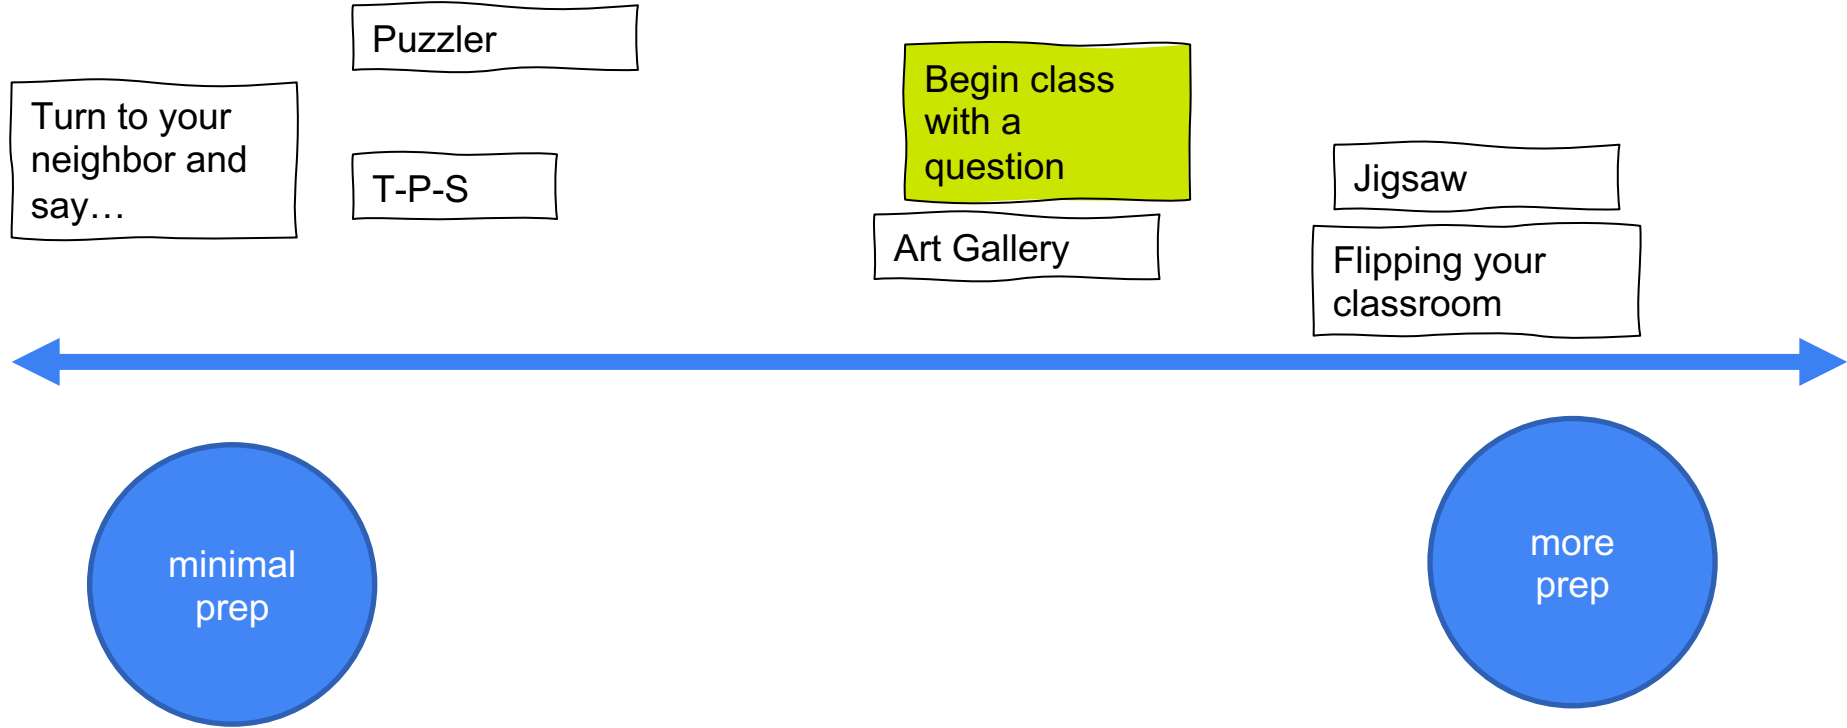 Puzzler
Turn to your
neighbor and
say…
T-P-S
Begin class
with a
question
Art Gallery
Jigsaw
Flipping your
classroom
minimal
prep
more
prep